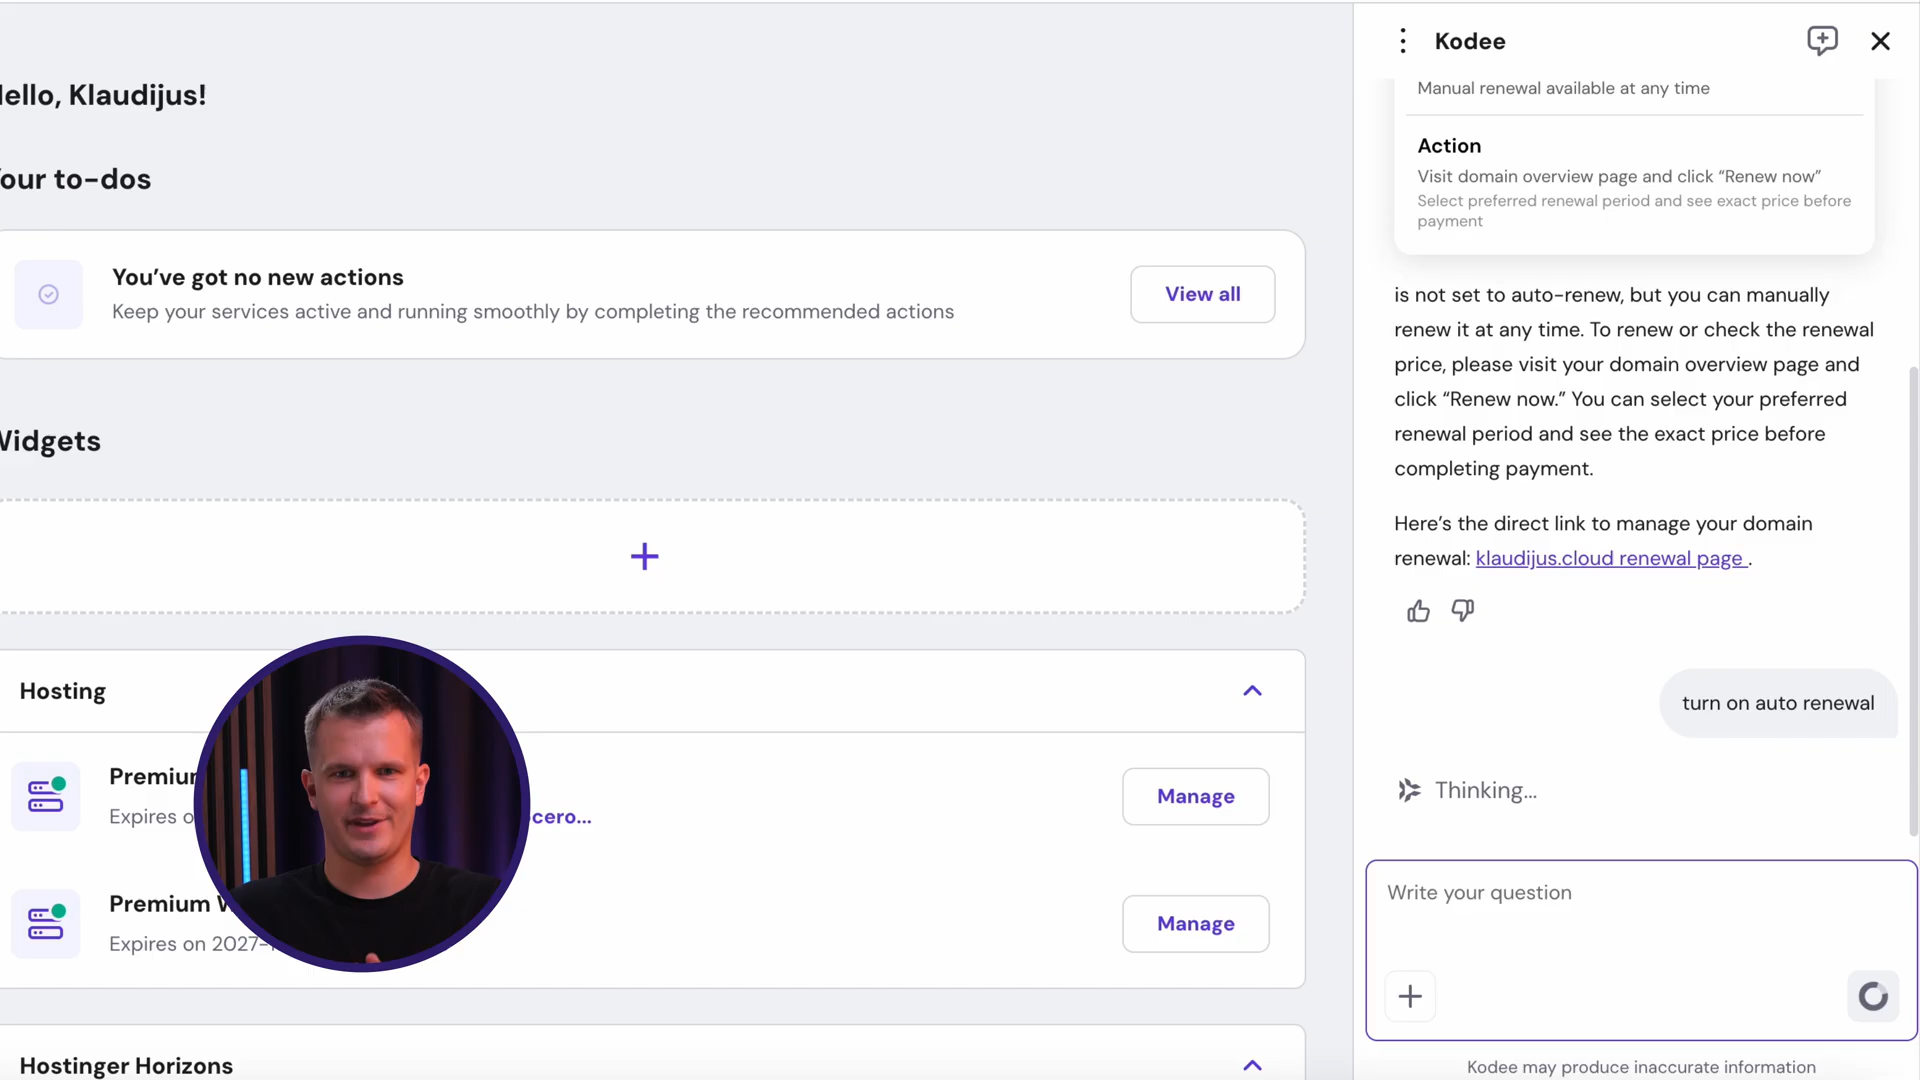 ello, Klaudijus!
our to-dos
You've got no new actions
Keep your services active and running smoothly by completing the recommended actions
View all
Widgets
Hosting
Premium
Expires o
cero...
Manage
Premium W
Expires on 2027-
Manage
Hostinger Horizons
Kodee
Manual renewal available at any time
Action
Visit domain overview page and click “Renew now”
Select preferred renewal period and see exact price before
payment
is not set to auto-renew, but you can manually
renew it at any time. To renew or check the renewal
price, please visit your domain overview page and
click “Renew now.” You can select your preferred
renewal period and see the exact price before
completing payment.
Here’s the direct link to manage your domain
renewal: klaudijus.cloud renewal page .
turn on auto renewal
Thinking...
Write your question
Kodee may produce inaccurate information